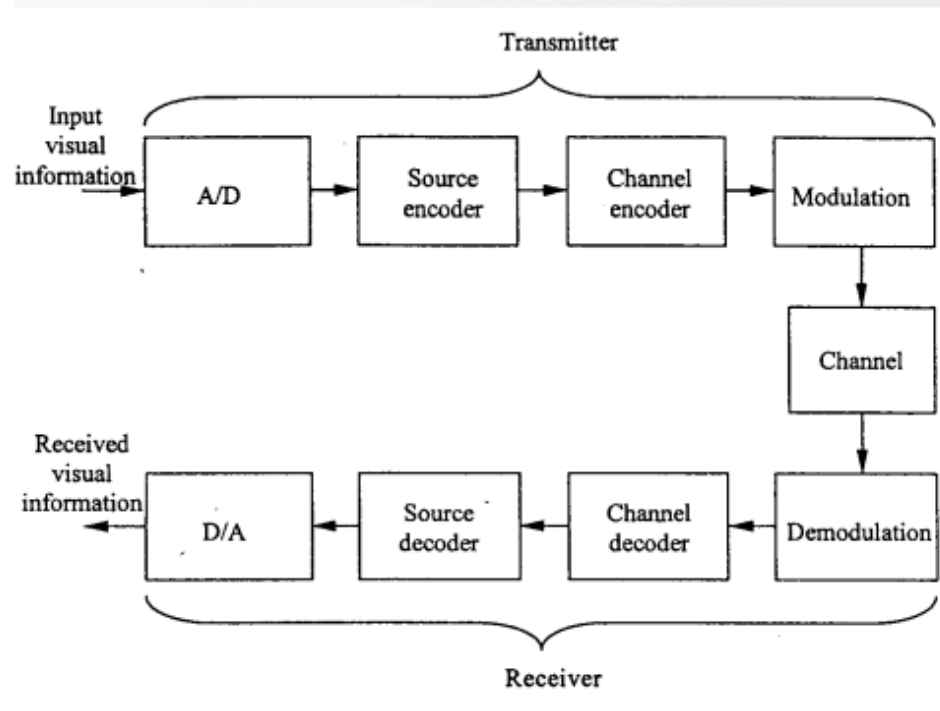 Transmitter
Input
visual
information
A/D
Source
encoder
Channel
encoder
Modulation
Channel
Received
visual
information
D/A
Source
decoder
Channel
decoder
Demodulation
Receiver